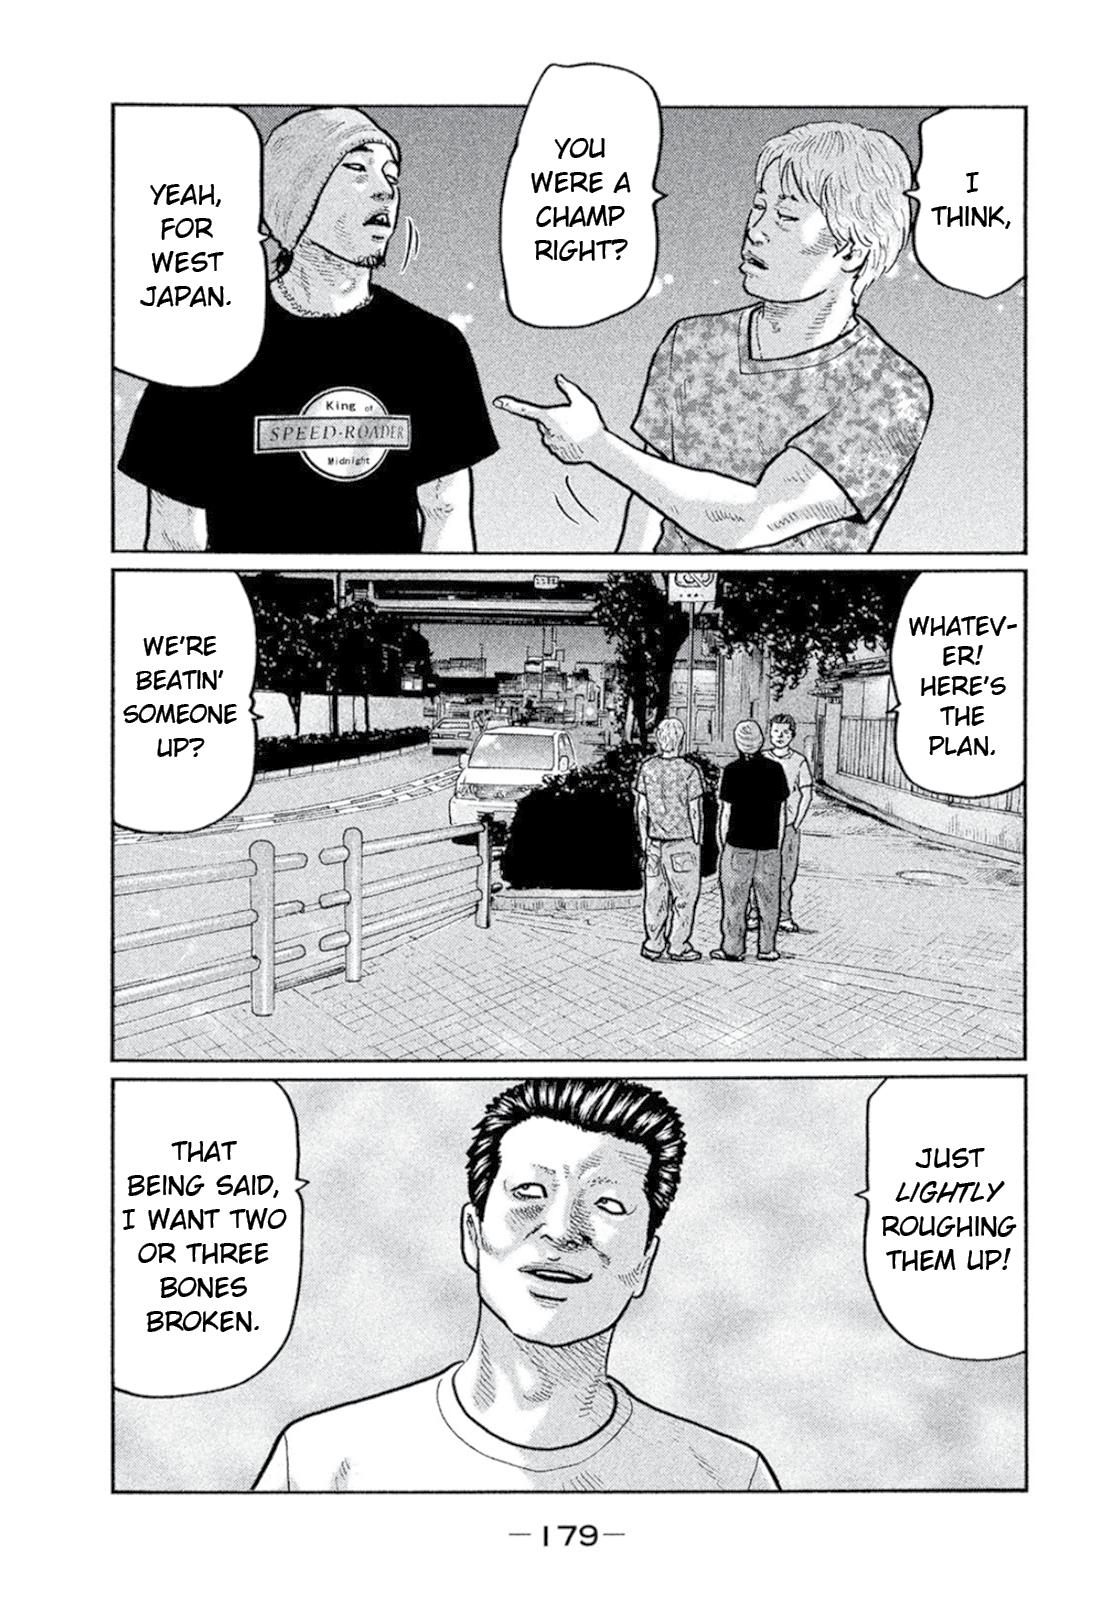 I
THINK,
YOU
WERE A
CHAMP
RIGHT?
YEAH,
FOR
WEST
JAPAN.
King of
SPEED-ROADER
Midnight
WHATEV-
ER!
HERE'S
THE
PLAN.
WE'RE
BEATIN'
SOMEONE
UP?
JUST
LIGHTLY
ROUGHING
THEM UP!
THAT
BEING SAID,
I WANT TWO
OR THREE
BONES
BROKEN.
—179—